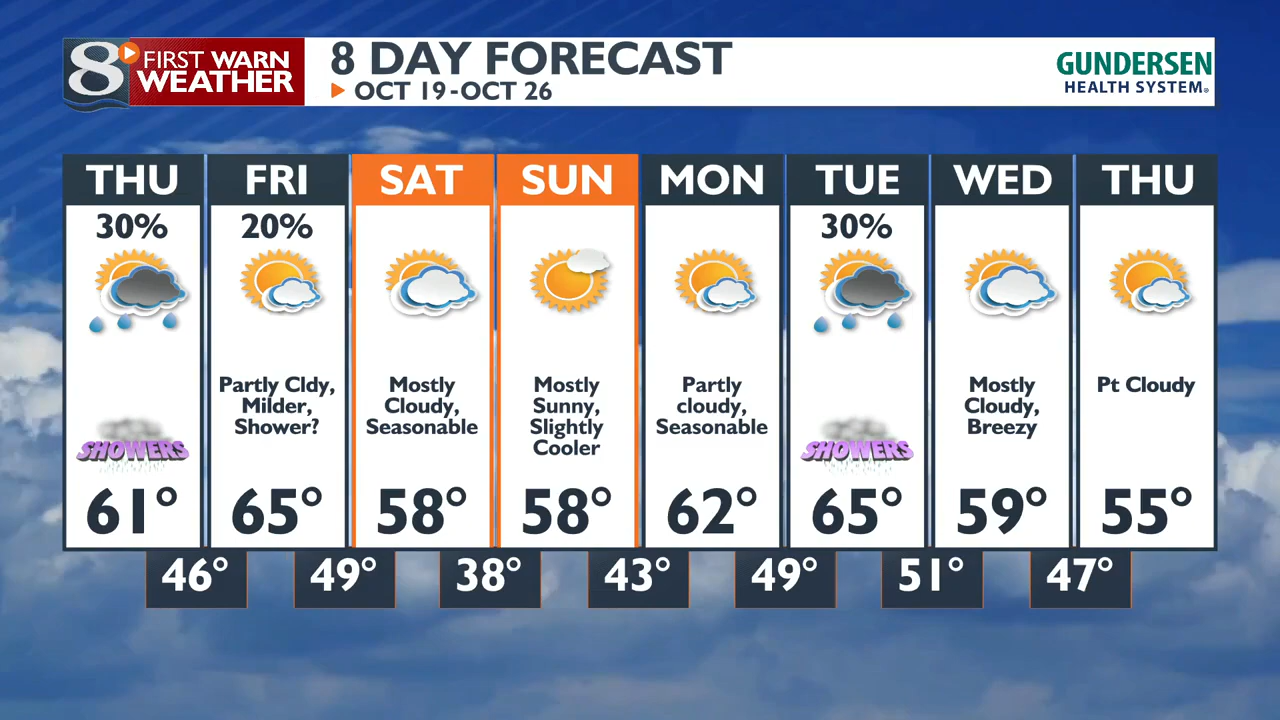 8 FIRST WARN
WEATHER
8 DAY FORECAST
OCT 19-OCT 26
GUNDERSEN
HEALTH SYSTEM®
THU
30%
SHOWERS
61°
FRI
20%
Partly Cldy,
Milder,
Shower?
65°
SAT
Mostly
Cloudy,
Seasonable
58°
SUN
Mostly
Sunny,
Slightly
Cooler
58°
MON
Partly
cloudy,
Seasonable
62°
TUE
30%
SHOWERS
65°
WED
Mostly
Cloudy,
Breezy
59°
THU
Pt Cloudy
55°
46° 49° 38° 43° 49° 51° 47°